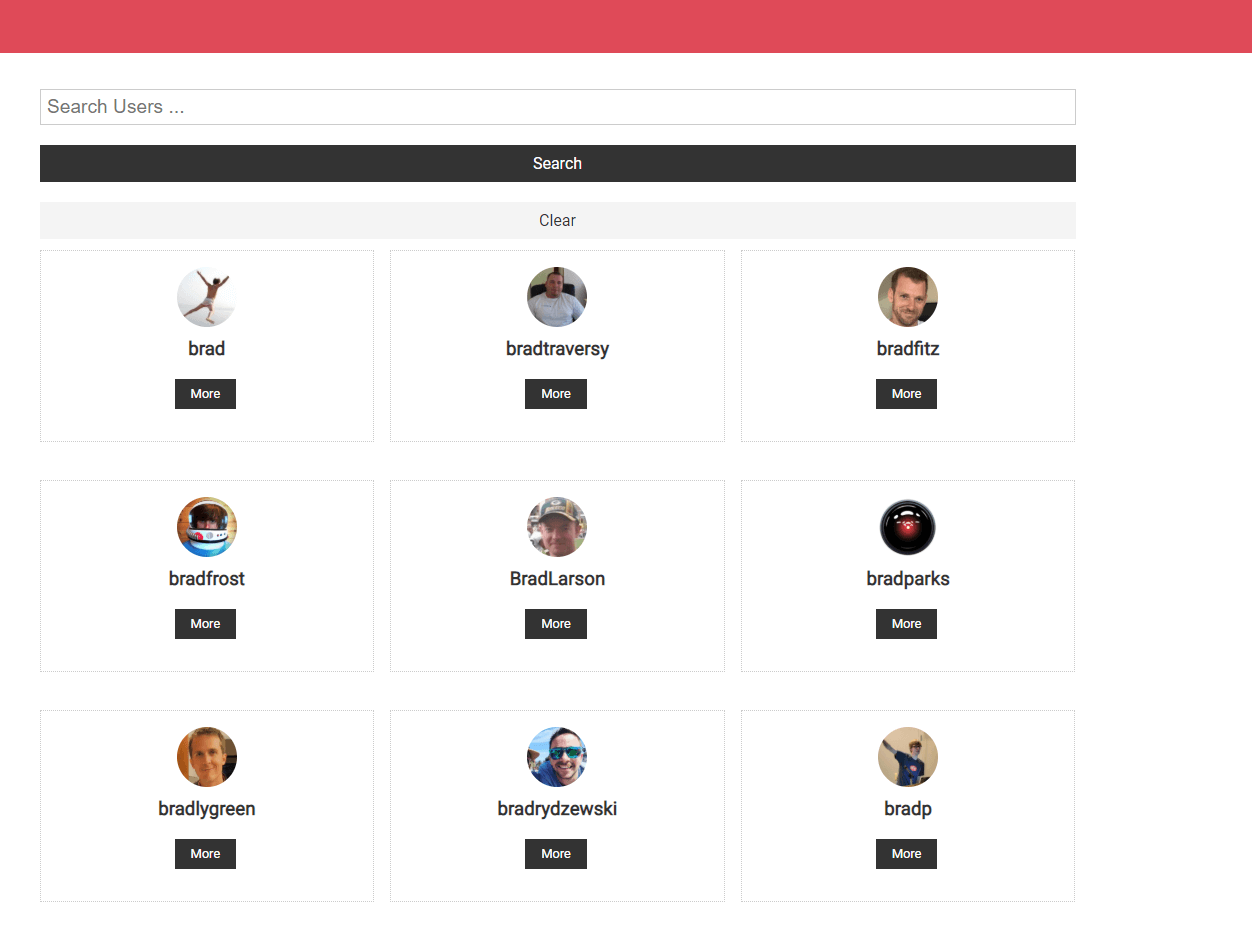 Search Users ...
Search
Clear
brad
bradtraversy
bradfitz
More
More
More
bradfrost
BradLarson
bradparks
More
More
More
bradlygreen
bradrydzewski
bradp
More
More
More